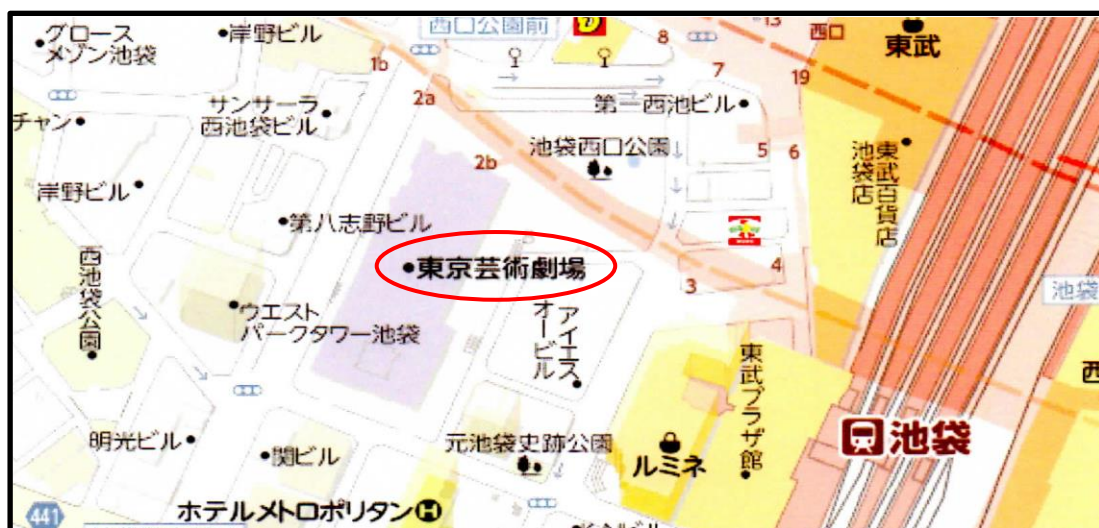 グロース
メゾン池袋
岸野ビル
西口公園前
1b
8
13
西口
東武
サンサーラ
西池袋ビル
2a
7
19
第一西池ビル
チャン
2b
池袋西口公園
5
6
東武百貨店
池袋店
岸野ビル
第八志野ビル
東京芸術劇場
3
4
池袋
西池袋公園
ウエスト
パークタワー池袋
アイエス
オービル
東武プラザ館
西
明光ビル
関ビル
元池袋史跡公園
ルミネ
池袋
441
ホテルメトロポリタン
H